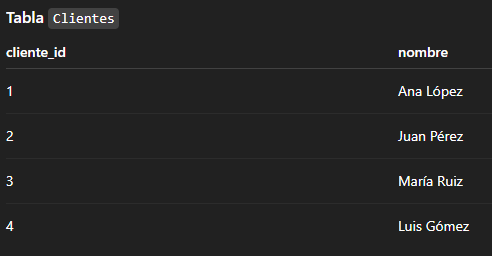 Tabla Clientes
cliente_id nombre
1 Ana López
2 Juan Pérez
3 María Ruiz
4 Luis Gómez